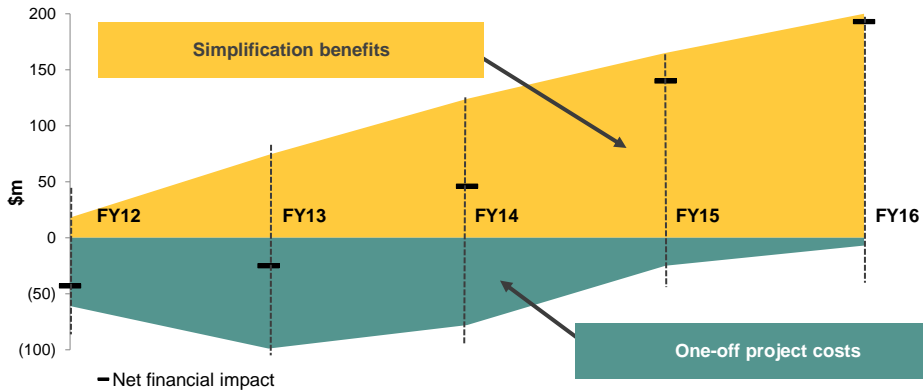 200
Simplification benefits
150
100
$m
50
FY12 FY13 FY14 FY15 FY16
0
(50)
One-off project costs
(100)
Net financial impact